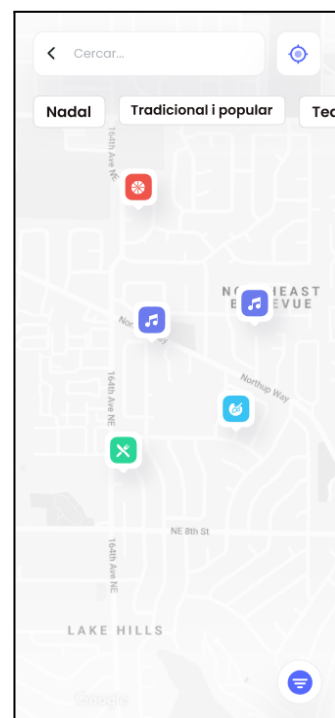 Cercar...
Nadal
Tradicional i popular
164th Ave NE
NORTHEAST
BELLEVUE
Northup Way
164th Ave NE
NE 8th St
164th Ave NE
LAKE HILLS
Google